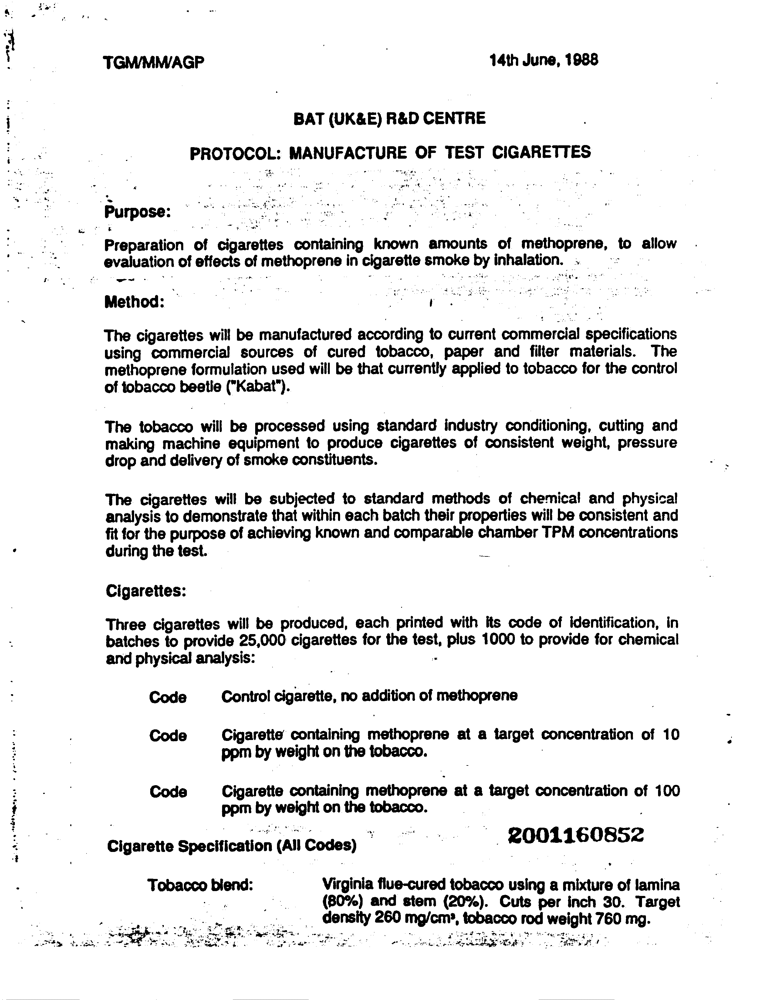 TGM/MM/AGP 14th June, 1988
BAT (UK&E) R&D CENTRE
PROTOCOL: MANUFACTURE OF TEST CIGARETTES
Purpose:
Preparation of cigarettes containing known amounts of methoprene, to allow
evaluation of effects of methoprene in cigarette smoke by inhalation.
Method:
The cigarettes will be manufactured according to current commercial specifications
using commercial sources of cured tobacco, paper and filter materials. The
methoprene formulation used will be that currently applied to tobacco for the control
of tobacco beetle ("Kabat").
The tobacco will be processed using standard industry conditioning, cutting and
making machine equipment to produce cigarettes of consistent weight, pressure
drop and delivery of smoke constituents.
The cigarettes will be subjected to standard methods of chemical and physical
analysis to demonstrate that within each batch their properties will be consistent and
fit for the purpose of achieving known and comparable chamber TPM concentrations
during the test.
Cigarettes:
Three cigarettes will be produced, each printed with its code of identification, in
batches to provide 25,000 cigarettes for the test, plus 1000 to provide for chemical
and physical analysis:
Code Control cigarette, no addition of methoprene
Code Cigarette containing methoprene at a target concentration of 10
ppm by weight on the tobacco.
Code Cigarette containing methoprene at a target concentration of 100
ppm by weight on the tobacco.
2001160852
Cigarette Specification (All Codes)
Tobacco blend: Virginia flue-cured tobacco using a mixture of lamina
(80%) and stem (20%). Cuts per inch 30. Target
density 260 mg/cm³, tobacco rod weight 760 mg.